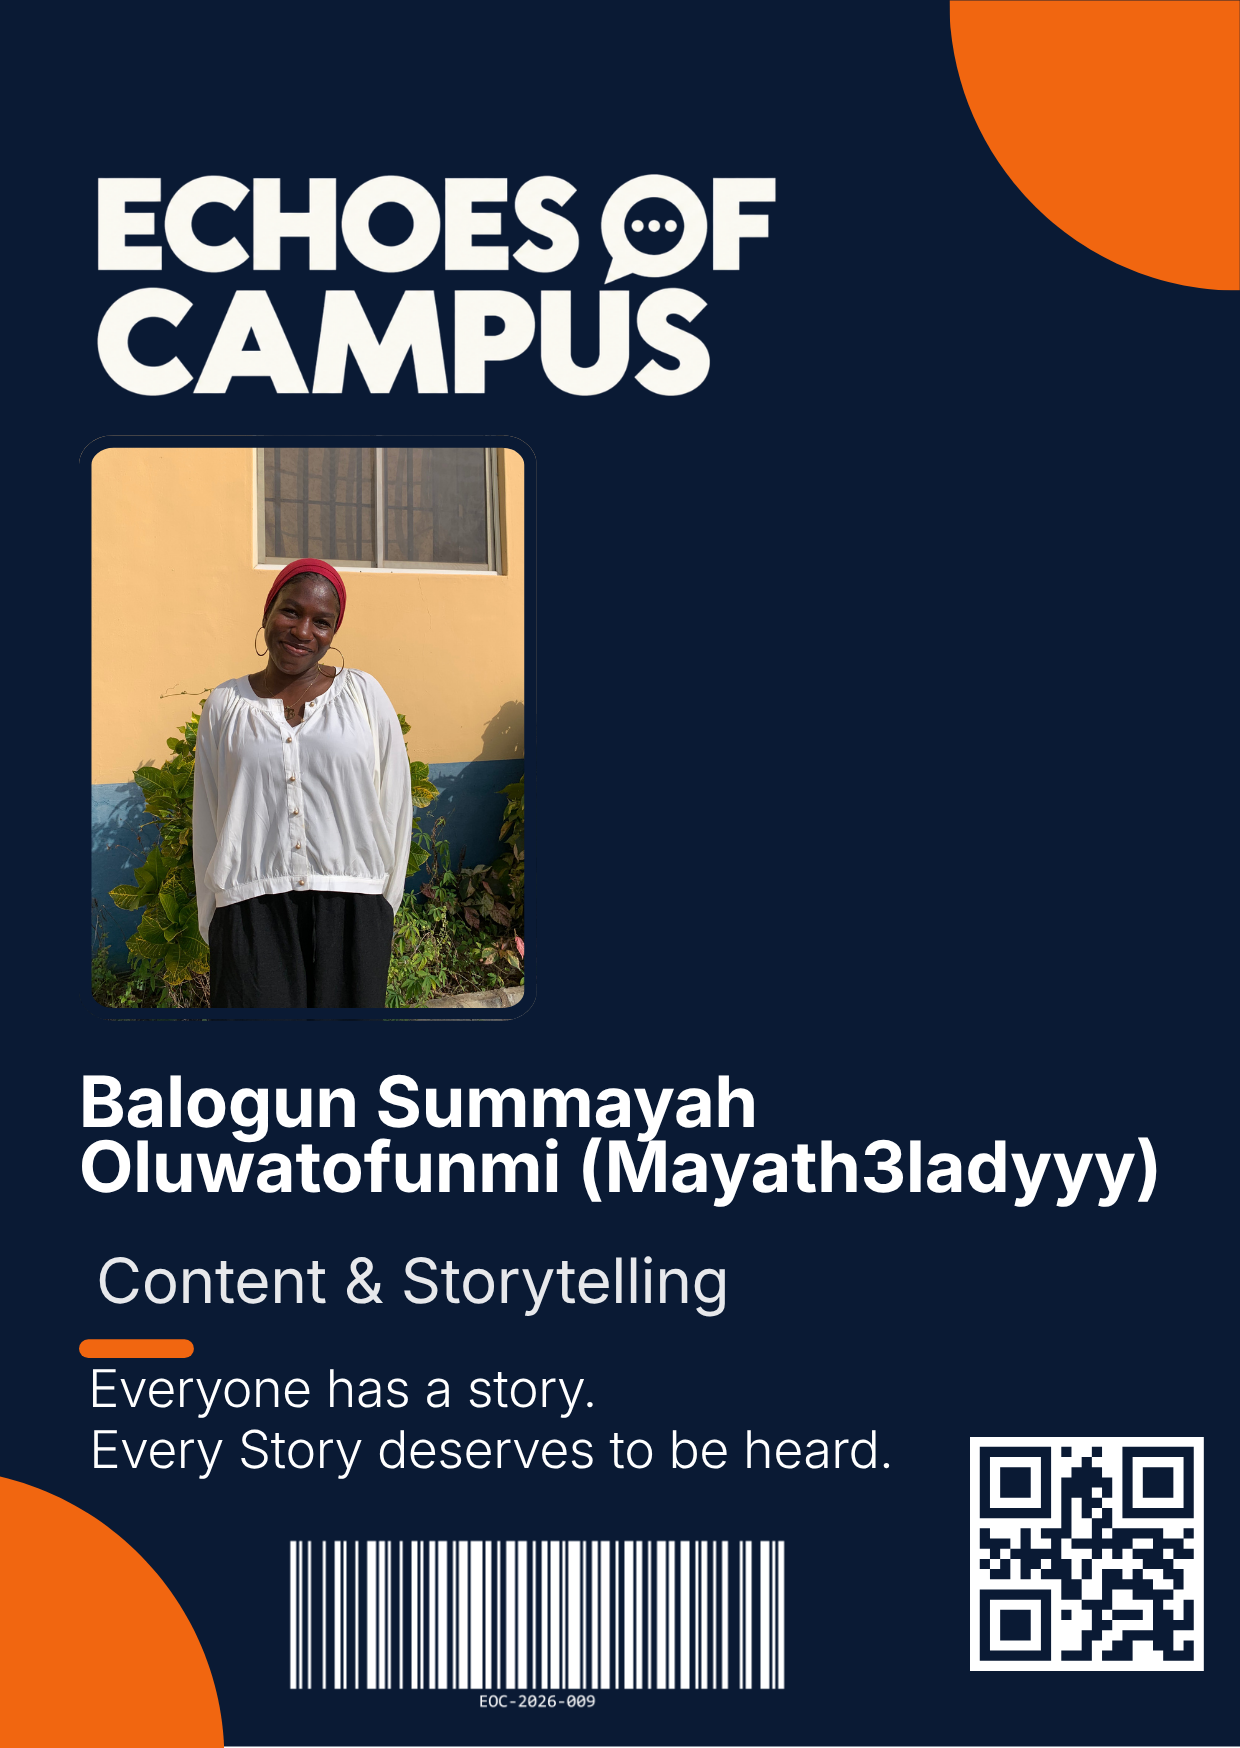 ECHOES OF
CAMPUS
Balogun Summayah
Oluwatofunmi (Mayath3ladyyy)
Content & Storytelling
Everyone has a story.
Every Story deserves to be heard.
EOC-2026-009